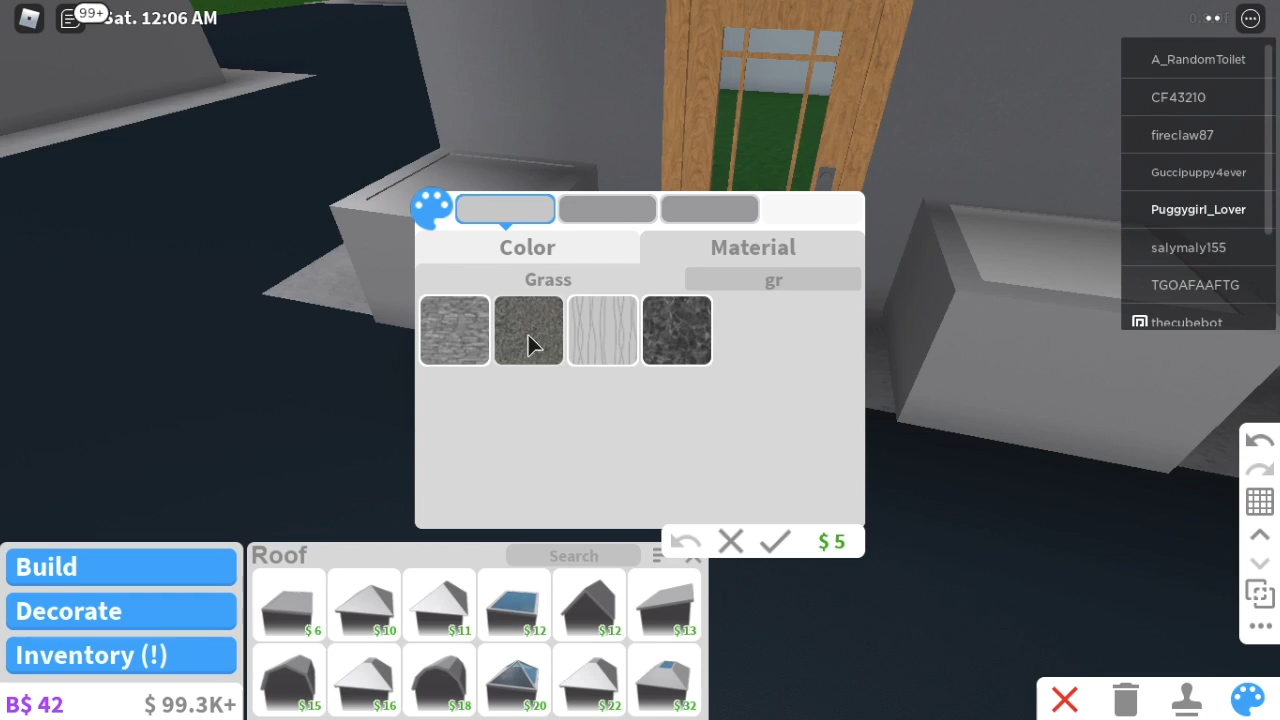 99+
Sat. 12:06 AM
A_RandomToilet
CF43210
fireclaw87
Guccipuppy4ever
Puggygirl_Lover
salymaly155
TGOAFAAFTG
thecubebot
Color
Material
Grass
gr
$ 5
Build
Decorate
Inventory (!)
B$ 42
$ 99.3K+
Roof
Search
$ 6
$ 10
$ 11
$ 12
$ 12
$ 13
$ 15
$ 16
$ 18
$ 20
$ 22
$ 32